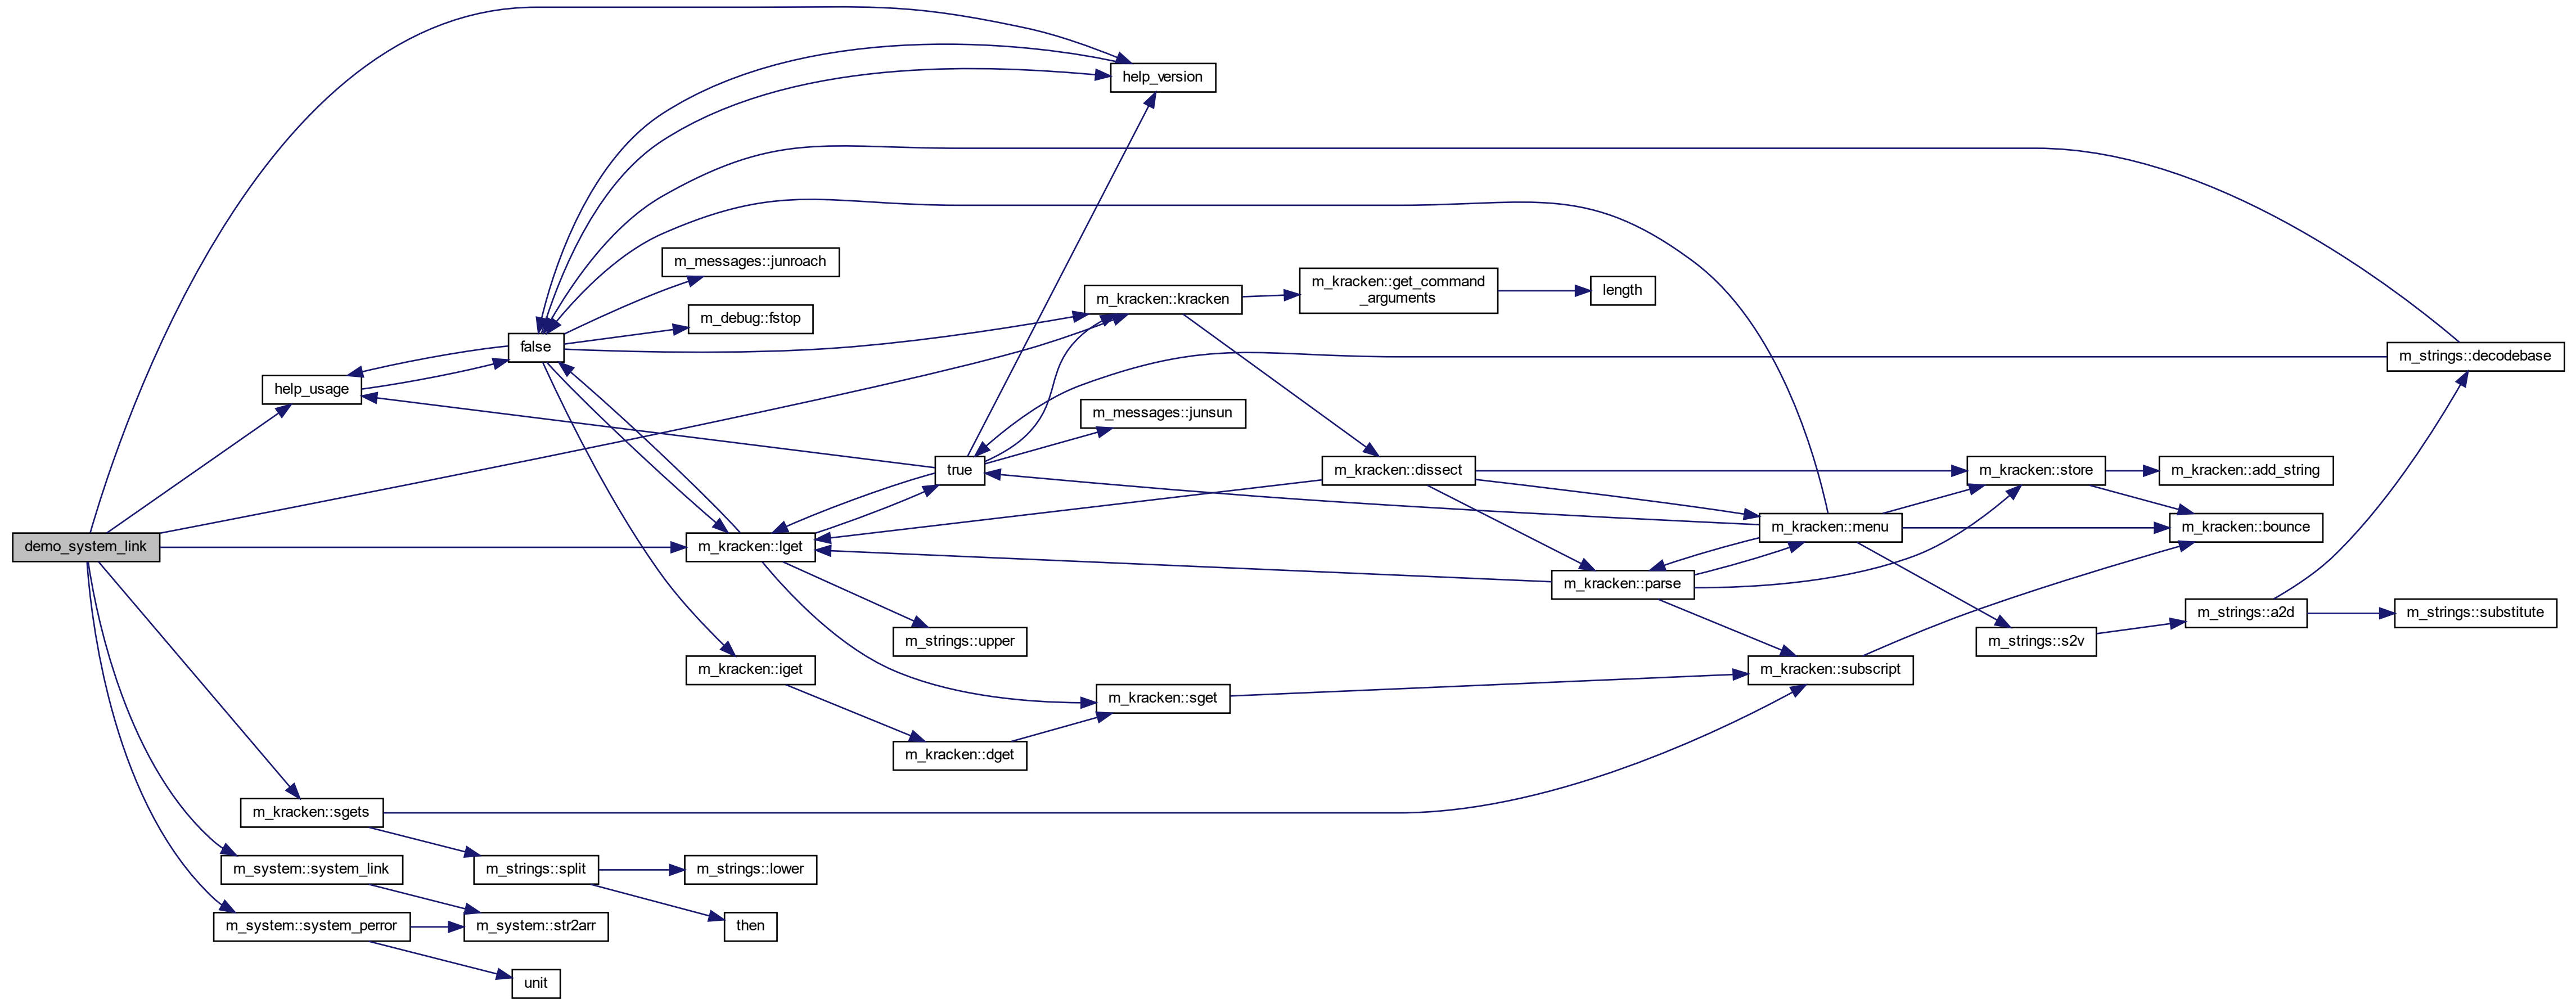 help_version
m_messages::junroach
m_kracken::get_command
_arguments
length
m_kracken::kracken
m_debug::fstop
false
m_strings::decodebase
help_usage
m_messages::junsun
true
m_kracken::dissect
m_kracken::store
m_kracken::add_string
m_kracken::menu
m_kracken::bounce
demo_system_link
m_kracken::lget
m_kracken::parse
m_strings::a2d
m_strings::substitute
m_strings::upper
m_strings::s2v
m_kracken::iget
m_kracken::subscript
m_kracken::sget
m_kracken::dget
m_kracken::sgets
m_system::system_link
m_strings::split
m_strings::lower
m_system::system_perror
m_system::str2arr
then
unit